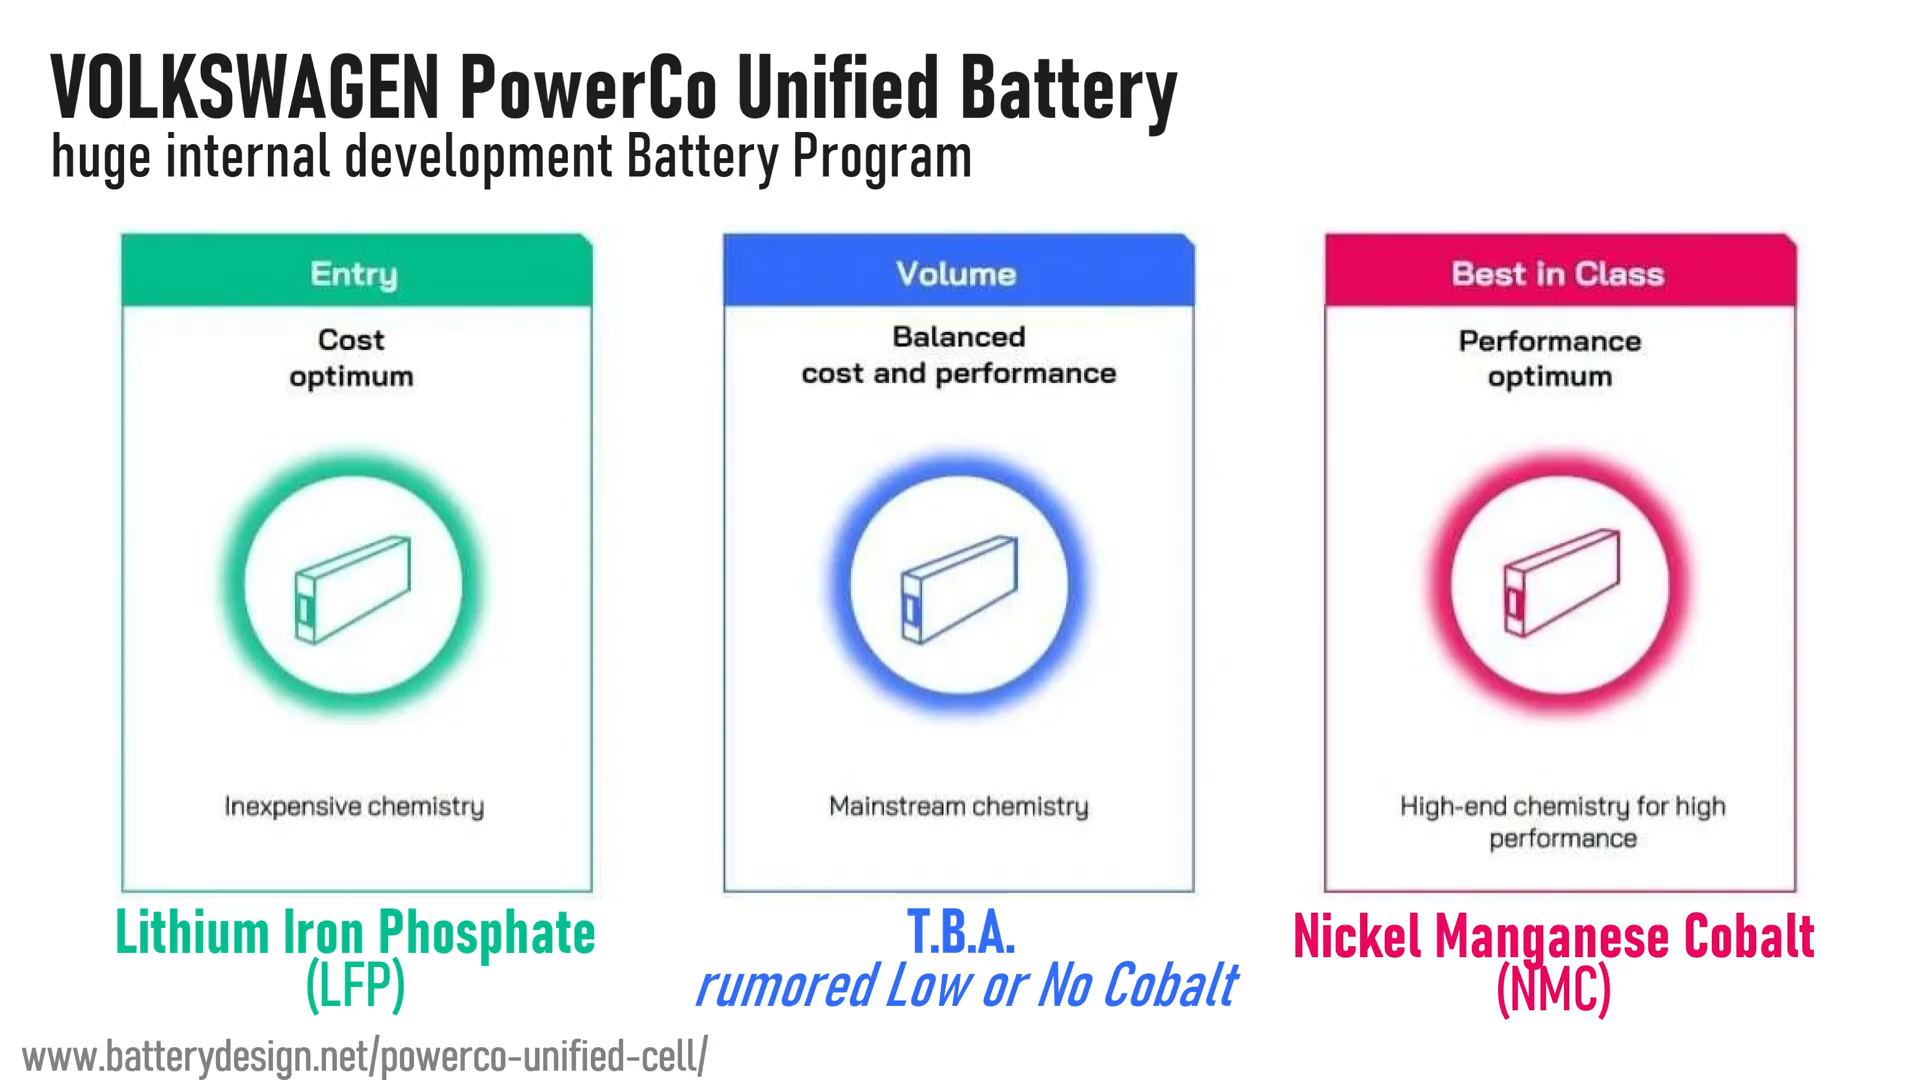 VOLKSWAGEN PowerCo Unified Battery
huge internal development Battery Program
Entry
Cost
optimum
Inexpensive chemistry
Lithium Iron Phosphate
(LFP)
Volume
Balanced
cost and performance
Mainstream chemistry
T.B.A.
rumored Low or No Cobalt
Best in Class
Performance
optimum
High-end chemistry for high
performance
Nickel Manganese Cobalt
(NMC)
www.batterydesign.net/powerco-unified-cell/